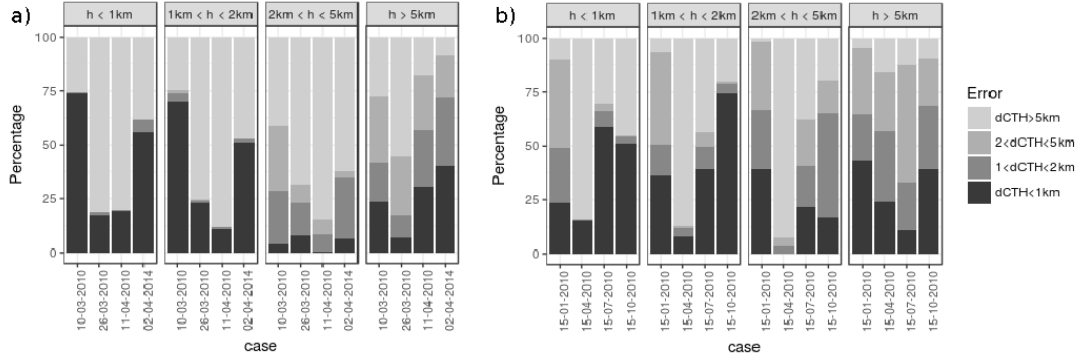 a)
h < 1km
1km < h < 2km
2km < h < 5km
h > 5km
100
75
50
25
0
Percentage
10-03-2010
26-03-2010
11-04-2010
02-04-2014
10-03-2010
26-03-2010
11-04-2010
02-04-2014
10-03-2010
26-03-2010
11-04-2010
02-04-2014
10-03-2010
26-03-2010
11-04-2010
02-04-2014
case
b)
h < 1km
1km < h < 2km
2km < h < 5km
h > 5km
100
75
50
25
0
Percentage
15-01-2010
15-04-2010
15-07-2010
15-10-2010
15-01-2010
15-04-2010
15-07-2010
15-10-2010
15-01-2010
15-04-2010
15-07-2010
15-10-2010
15-01-2010
15-04-2010
15-07-2010
15-10-2010
case
Error
dCTH>5km
2<dCTH<5km
1<dCTH<2km
dCTH<1km